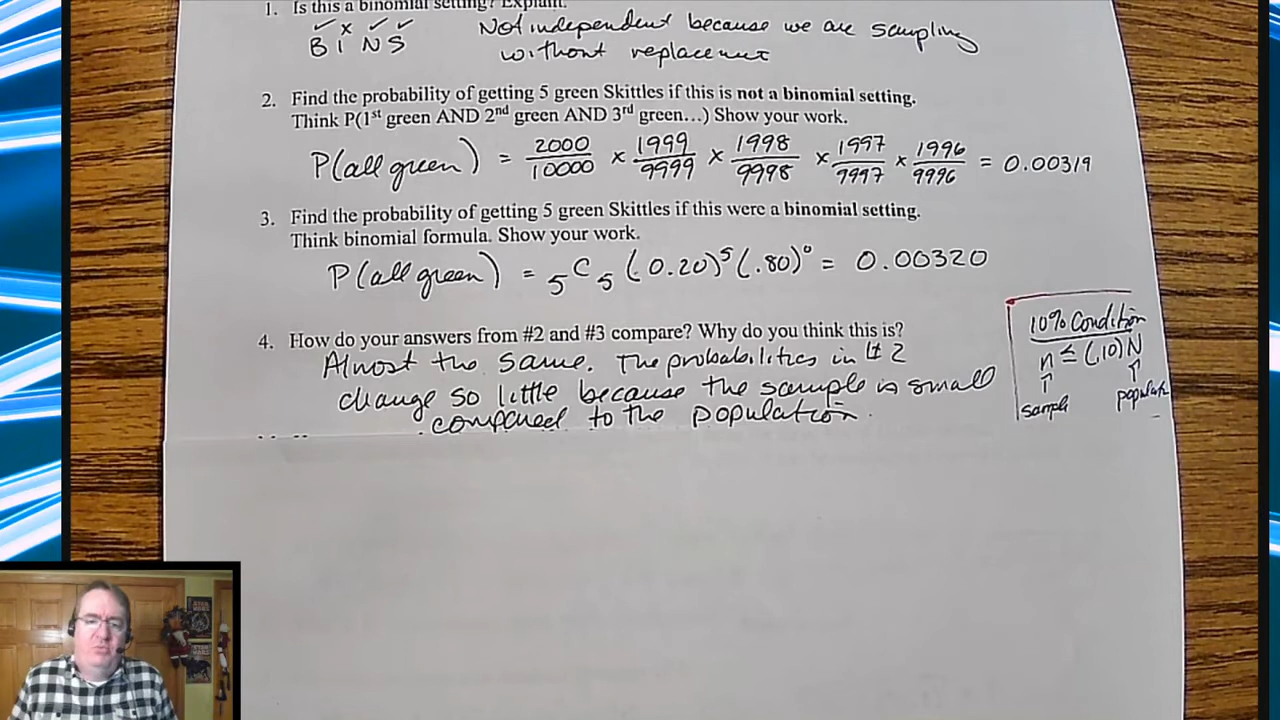 1. Is this a binomial setting? Explain.
✓ × ✓ ✓
B I N S
Not independent because we are sampling
without replacement
2. Find the probability of getting 5 green Skittles if this is not a binomial setting.
Think P(1st green AND 2nd green AND 3rd green…) Show your work.
P(all green) = 2000/10000 × 1999/9999 × 1998/9998 × 1997/9997 × 1996/9996 = 0.00319
3. Find the probability of getting 5 green Skittles if this were a binomial setting.
Think binomial formula. Show your work.
P(all green) = ₅C₅ (0.20)⁵(.80)⁰ = 0.00320
4. How do your answers from #2 and #3 compare? Why do you think this is?
Almost the same. The probabilities in #2
change so little because the sample is small
compared to the population.
10% Condition
n ≤ (.10)N
↑ ↑
sample population
STAR
WARS
STAR
WARS